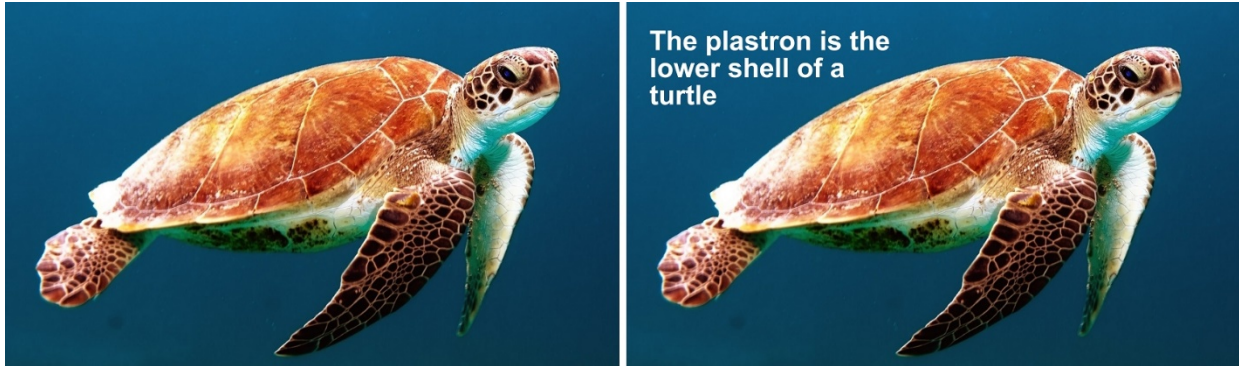 The plastron is the
lower shell of a
turtle